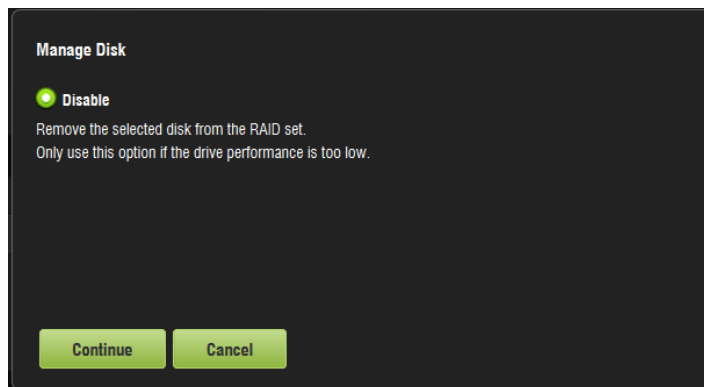 Manage Disk
Disable
Remove the selected disk from the RAID set.
Only use this option if the drive performance is too low.
Continue
Cancel